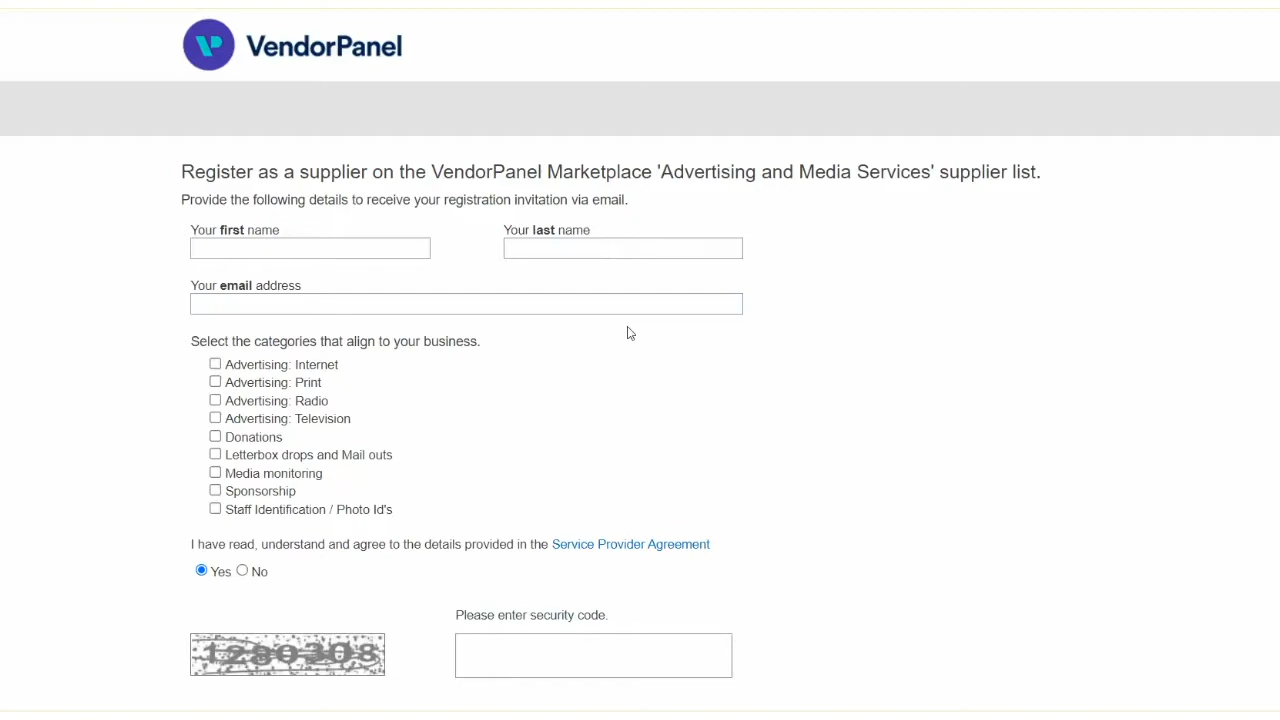 VendorPanel
Register as a supplier on the VendorPanel Marketplace 'Advertising and Media Services' supplier list.
Provide the following details to receive your registration invitation via email.
Your first name
Your last name
Your email address
Select the categories that align to your business.
Advertising: Internet
Advertising: Print
Advertising: Radio
Advertising: Television
Donations
Letterbox drops and Mail outs
Media monitoring
Sponsorship
Staff Identification / Photo Id's
I have read, understand and agree to the details provided in the Service Provider Agreement
Yes No
Please enter security code.
1280308